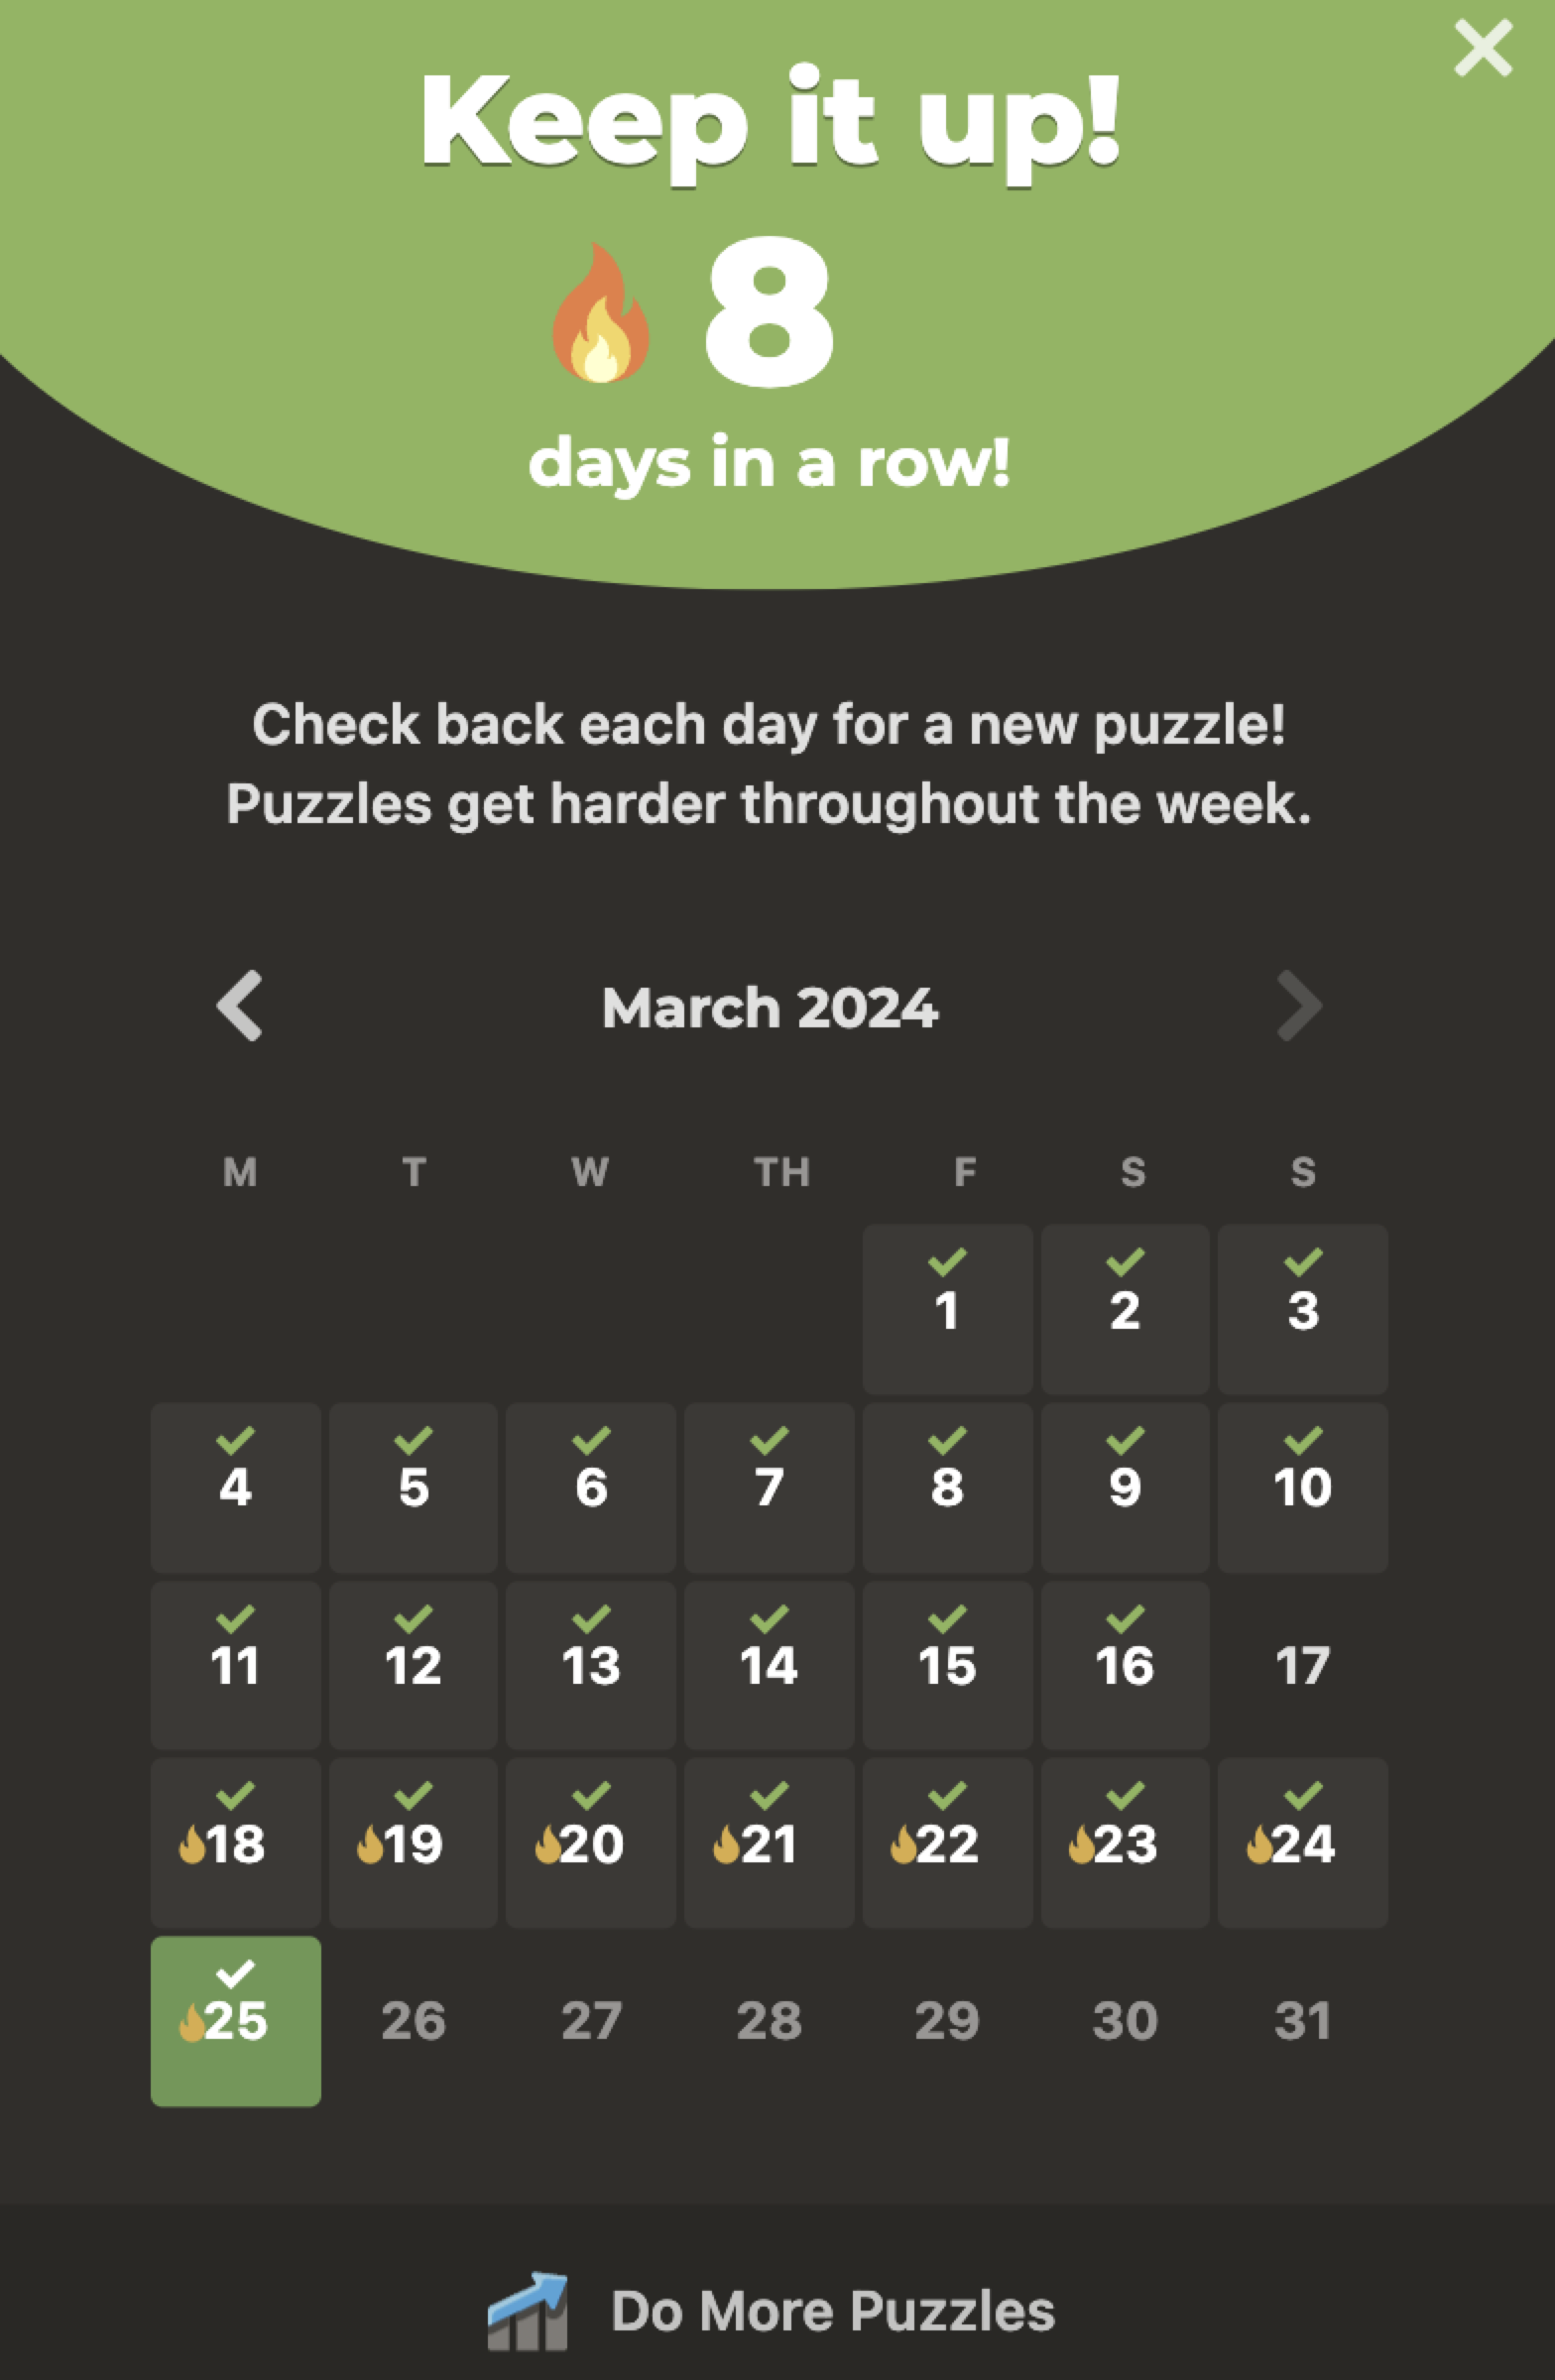 Keep it up!
8
days in a row!
Check back each day for a new puzzle!
Puzzles get harder throughout the week.
March 2024
M T W TH F S S
1 2 3
4 5 6 7 8 9 10
11 12 13 14 15 16 17
18 19 20 21 22 23 24
25 26 27 28 29 30 31
Do More Puzzles